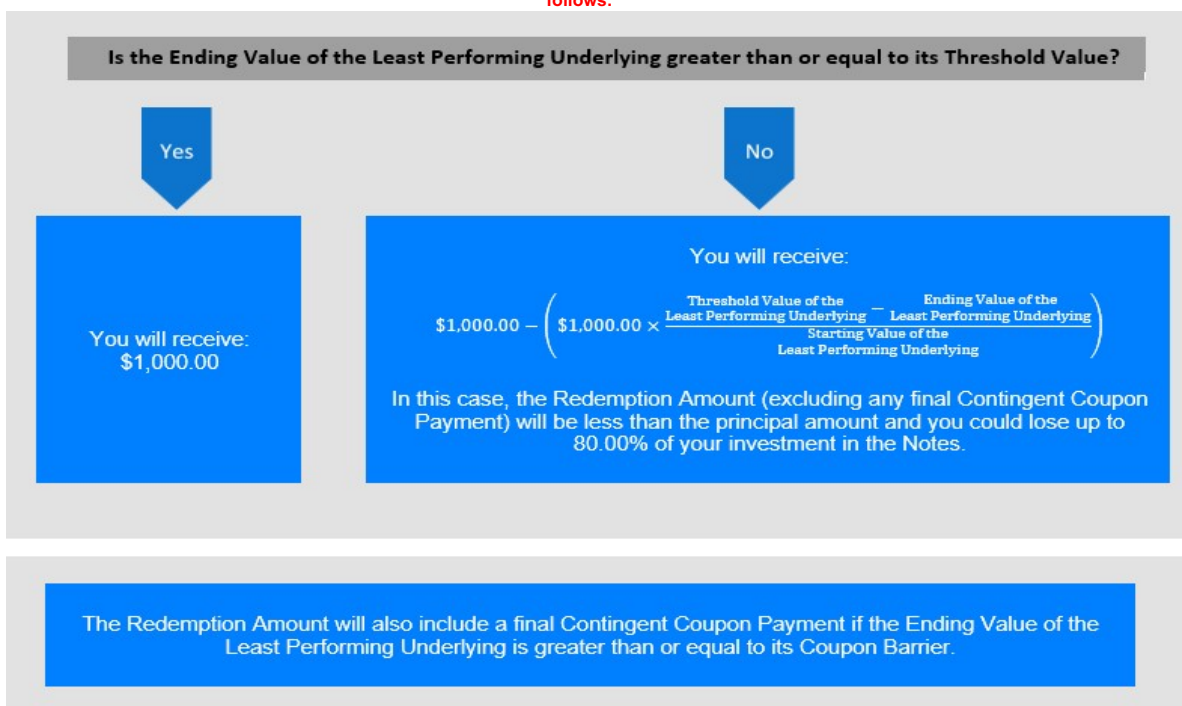 follows:
Is the Ending Value of the Least Performing Underlying greater than or equal to its Threshold Value?
Yes
No
You will receive:
$1,000.00
You will receive:
$1,000.00 − ( $1,000.00 × (Threshold Value of the Least Performing Underlying − Ending Value of the Least Performing Underlying) / Starting Value of the Least Performing Underlying )
In this case, the Redemption Amount (excluding any final Contingent Coupon
Payment) will be less than the principal amount and you could lose up to
80.00% of your investment in the Notes.
The Redemption Amount will also include a final Contingent Coupon Payment if the Ending Value of the
Least Performing Underlying is greater than or equal to its Coupon Barrier.